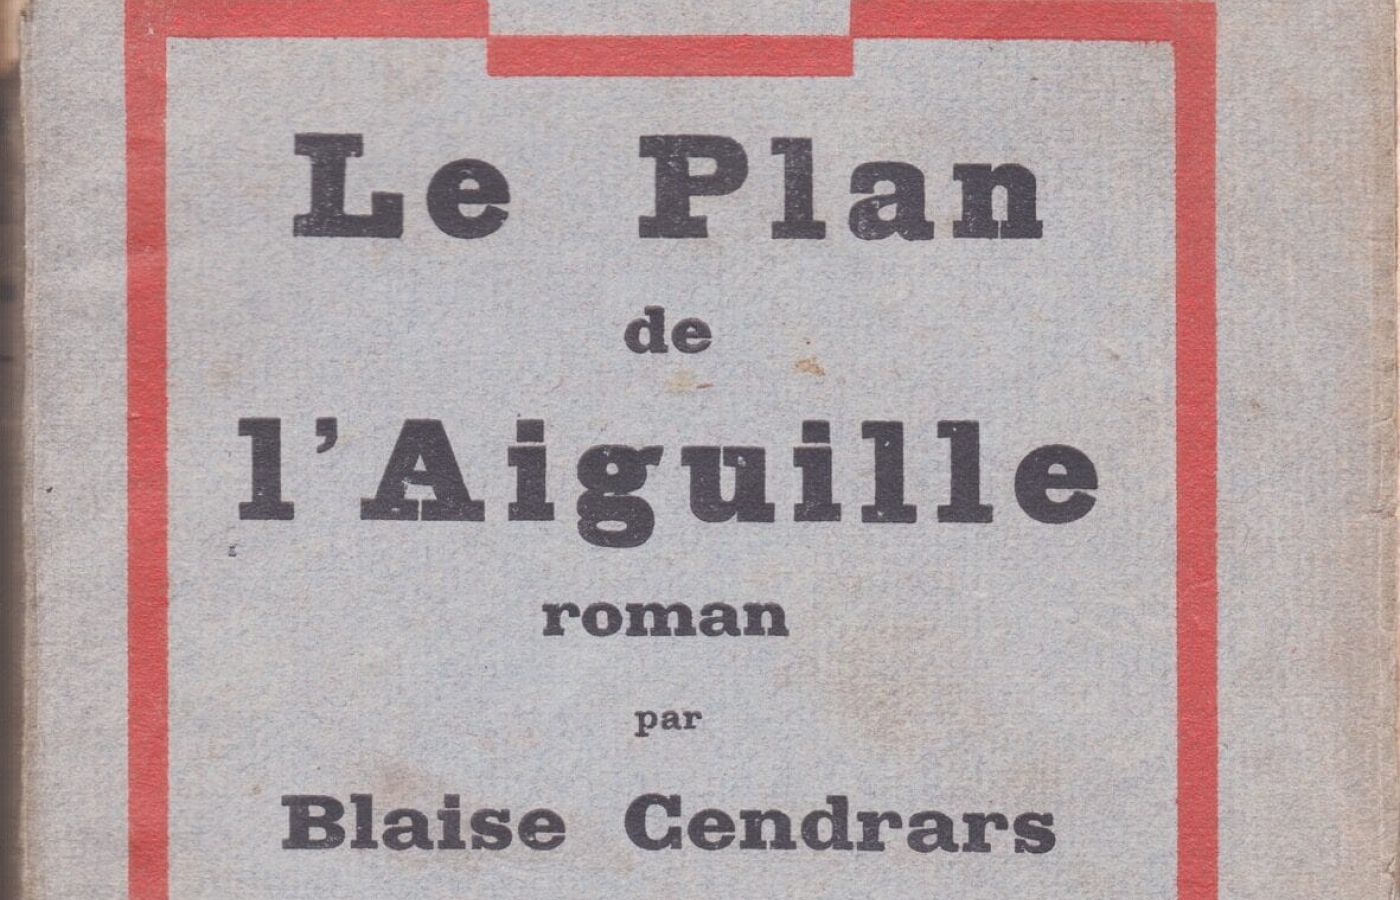 Le Plan
de
l'Aiguille
roman
par
Blaise Cendrars